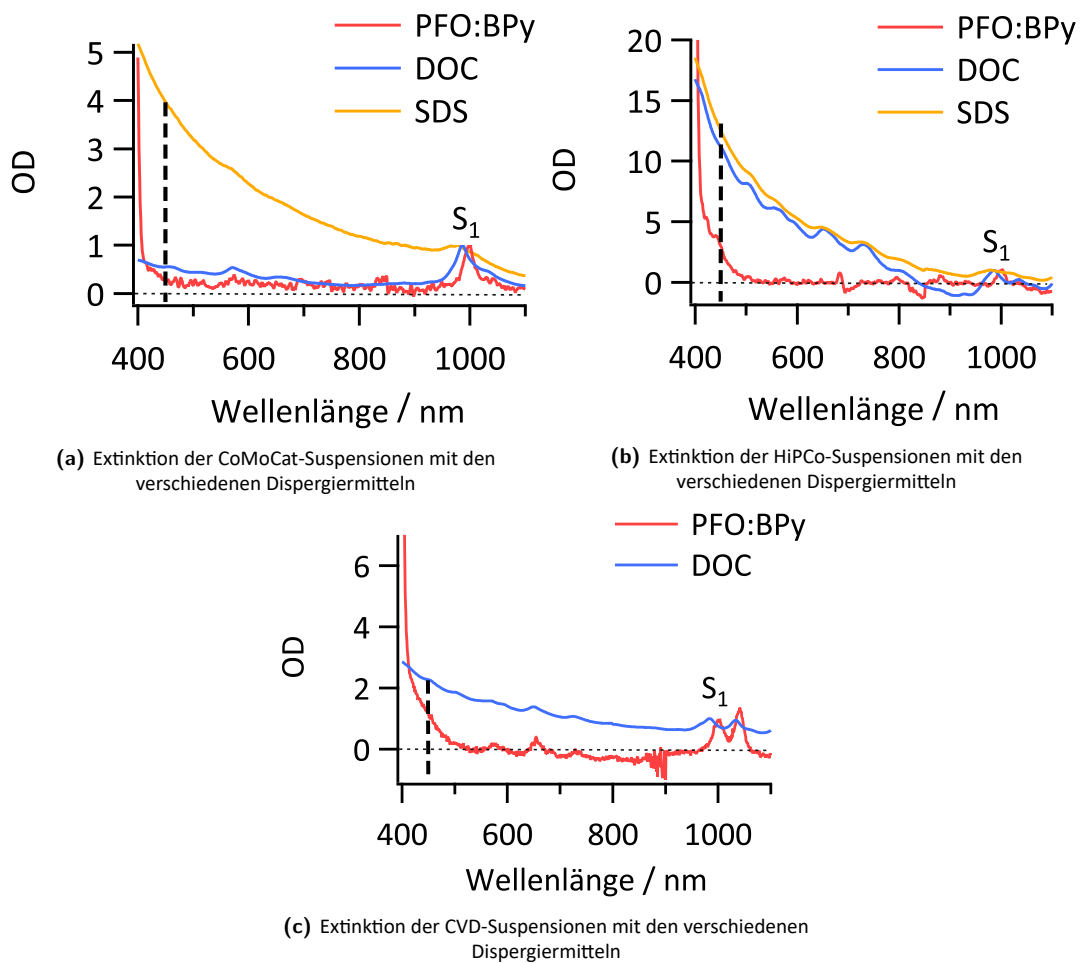 PFO:BPy
DOC
SDS
5
4
3
2
1
0
OD
S1
400 600 800 1000
Wellenlänge / nm
(a) Extinktion der CoMoCat-Suspensionen mit den
verschiedenen Dispergiermitteln
PFO:BPy
DOC
SDS
20
15
10
5
0
OD
S1
400 600 800 1000
Wellenlänge / nm
(b) Extinktion der HiPCo-Suspensionen mit den
verschiedenen Dispergiermitteln
PFO:BPy
DOC
6
4
2
0
OD
S1
400 600 800 1000
Wellenlänge / nm
(c) Extinktion der CVD-Suspensionen mit den verschiedenen
Dispergiermitteln